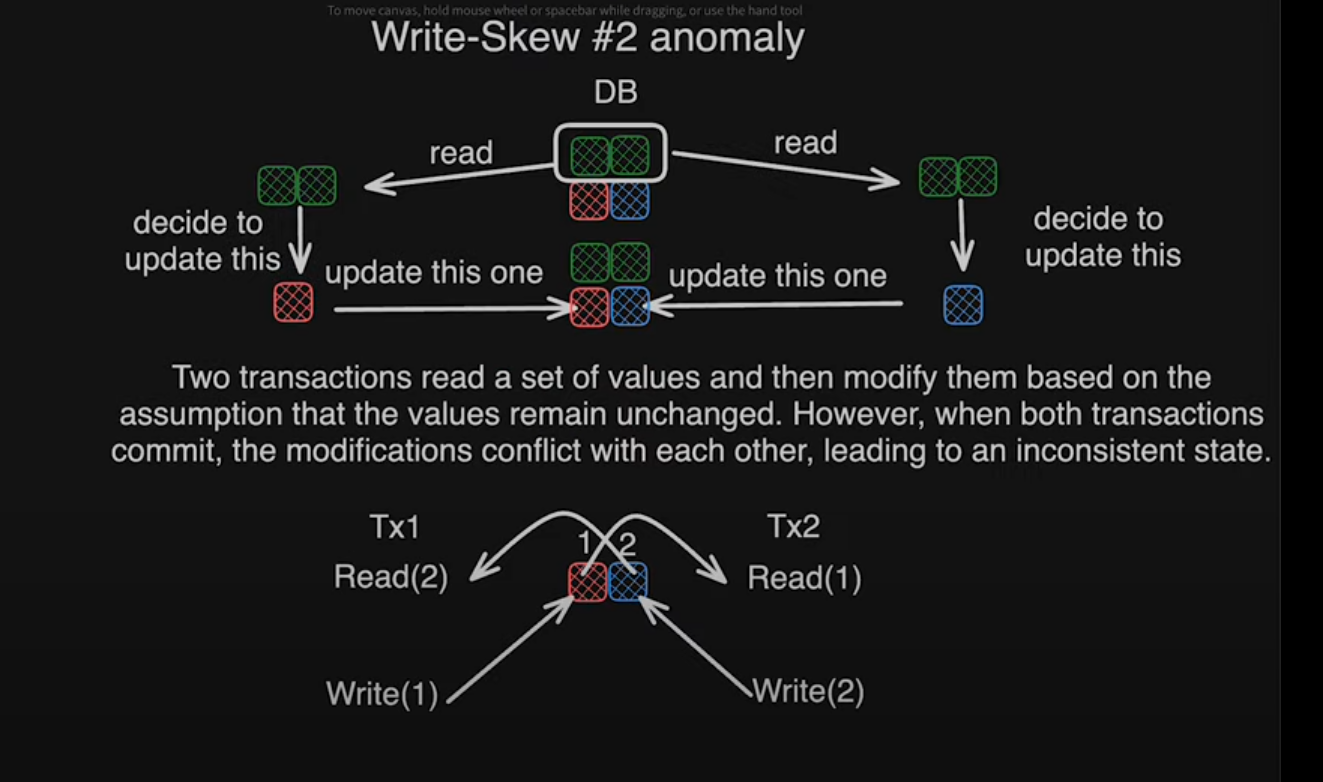 To move canvas, hold mouse wheel or spacebar while dragging, or use the hand tool
Write-Skew #2 anomaly
DB
read
read
decide to
update this
decide to
update this
update this one
update this one
Two transactions read a set of values and then modify them based on the
assumption that the values remain unchanged. However, when both transactions
commit, the modifications conflict with each other, leading to an inconsistent state.
Tx1
1
2
Tx2
Read(2)
Read(1)
Write(1)
Write(2)